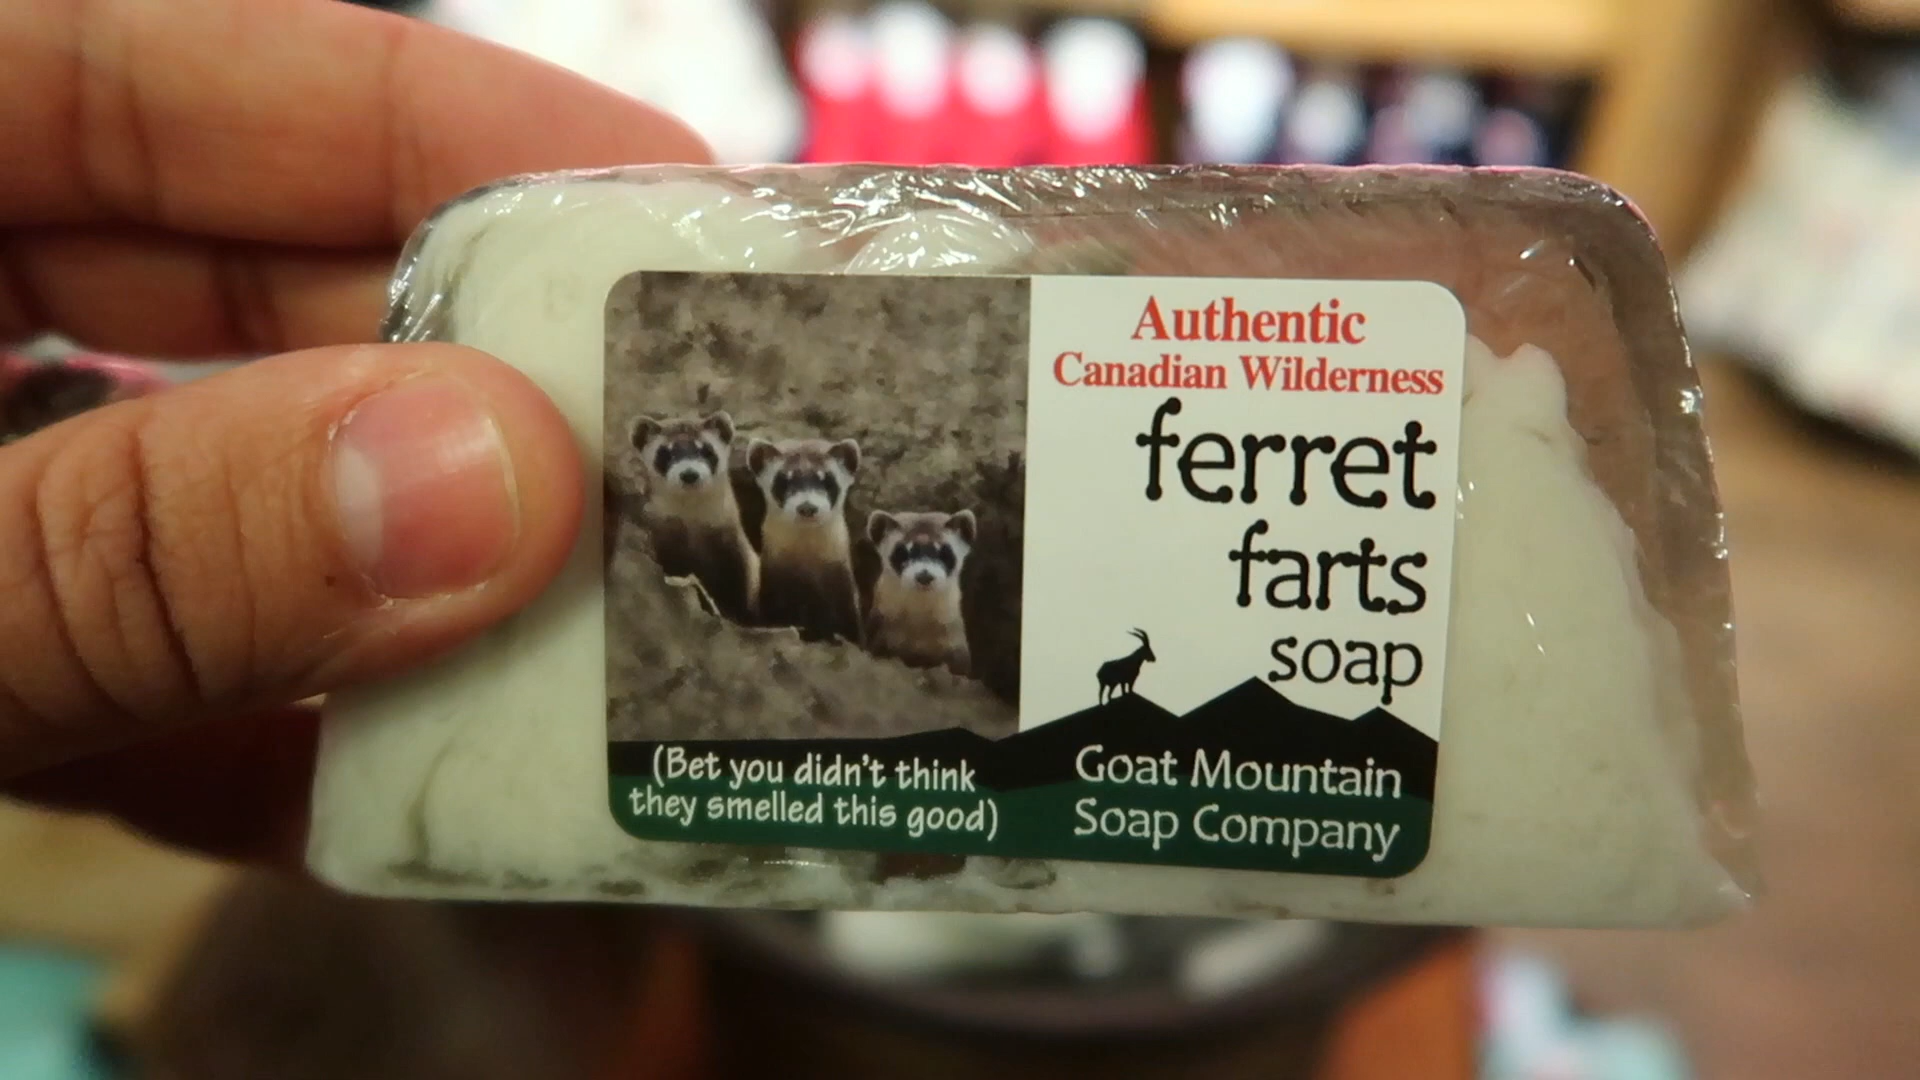 Authentic
Canadian Wilderness
ferret
farts
soap
(Bet you didn't think
they smelled this good)
Goat Mountain
Soap Company